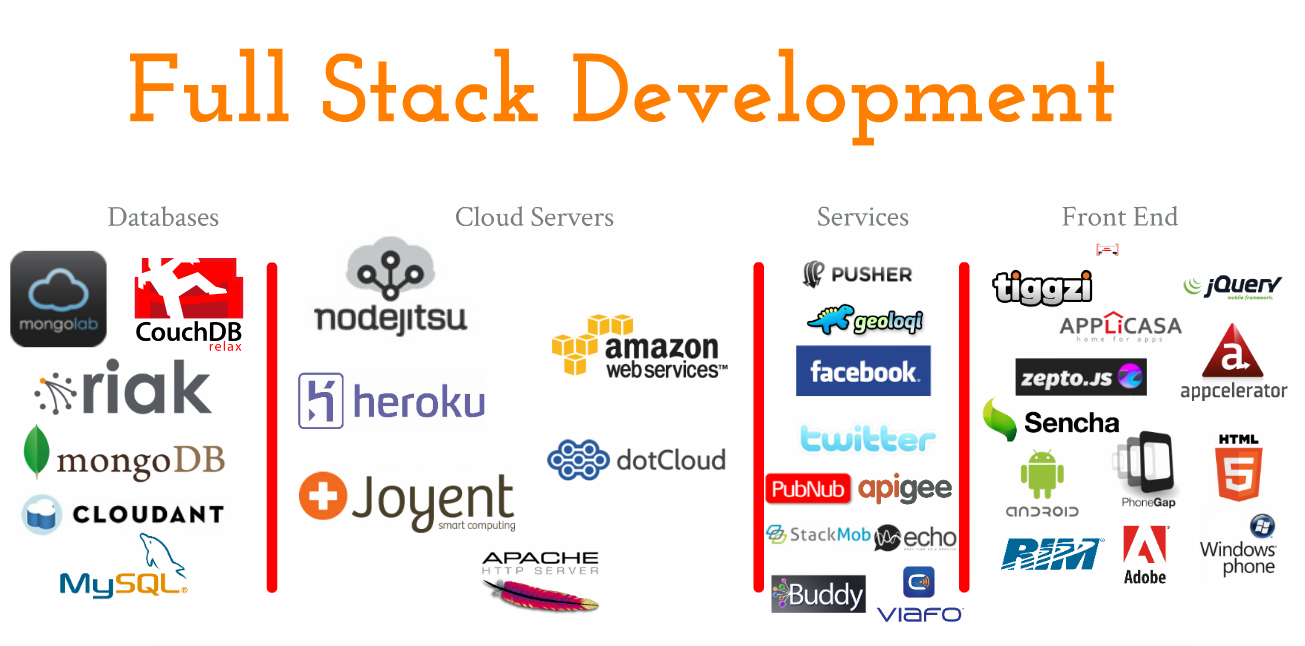 Full Stack Development
Databases
mongolab
CouchDB
relax
riak
mongoDB
CLOUDANT
MySQL®
Cloud Servers
nodejitsu
amazon
webservices™
heroku
dotCloud
Joyent
smart computing
APACHE
HTTP SERVER
Services
PUSHER
geoloqi
facebook®
twitter
PubNub
apigee
StackMob
echo
Buddy
VIAFO
Front End
tiggzi
jQuery
mobile framework.
APPLiCASA
home for apps
a
appcelerator
zepto.JS
Sencha
ANDROID
PhoneGap
HTML
5
RIM®
Adobe
Windows®
phone